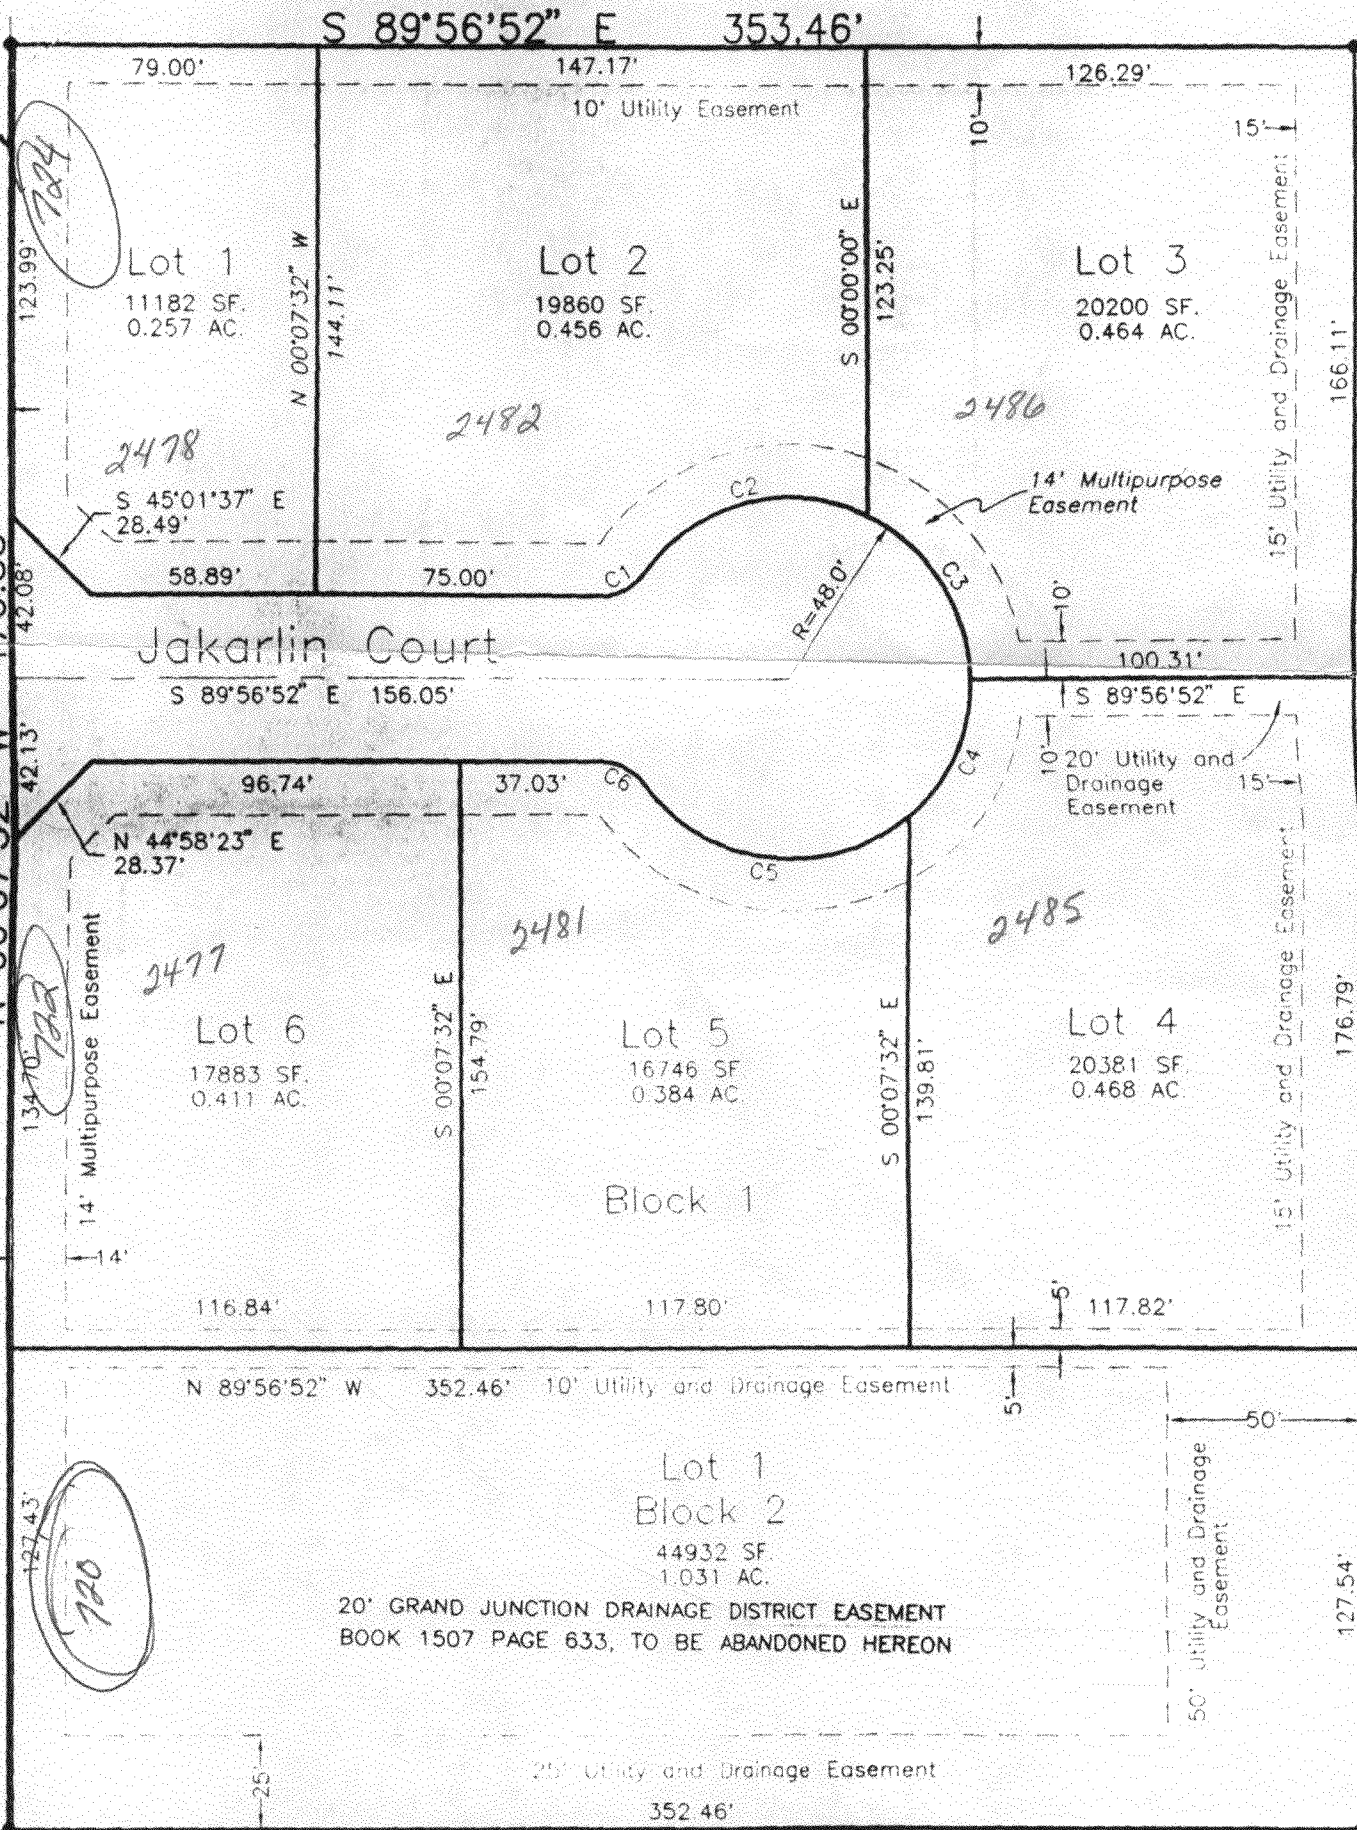 S 89°56'52" E 353.46'
79.00'
147.17'
126.29'
10' Utility Easement
10'
15'
724
123.99'
Lot 1
11182 SF.
0.257 AC.
N 00°07'32" W
144.11'
Lot 2
19860 SF.
0.456 AC.
S 00°00'00" E
123.25'
Lot 3
20200 SF.
0.464 AC.
15' Utility and Drainage Easement
166.11'
2478
2482
2486
S 45°01'37" E
28.49'
14' Multipurpose
Easement
C2
58.89'
75.00'
C1
C3
R=48.0'
42.08'
10'
Jakarlin Court
100.31'
S 89°56'52" E 156.05'
S 89°56'52" E
42.13'
96.74'
37.03'
C6
C4
10'
20' Utility and
Drainage
Easement
15'
N 44°58'23" E
28.37'
C5
2477
2481
2485
14' Multipurpose Easement
722
134.70'
Lot 6
17883 SF.
0.411 AC.
S 00°07'32" E
154.79'
Lot 5
16746 SF
0.384 AC.
S 00°07'32" E
139.81'
Lot 4
20381 SF
0.468 AC
15' Utility and Drainage Easement
176.79'
Block 1
14'
116.84'
117.80'
5'
117.82'
N 89°56'52" W 352.46' 10' Utility and Drainage Easement
5'
50'
Lot 1
Block 2
44932 SF.
1.031 AC.
127.43'
720
20' GRAND JUNCTION DRAINAGE DISTRICT EASEMENT
BOOK 1507 PAGE 633, TO BE ABANDONED HEREON
50' Utility and Drainage
Easement
127.54'
25'
25' Utility and Drainage Easement
352.46'